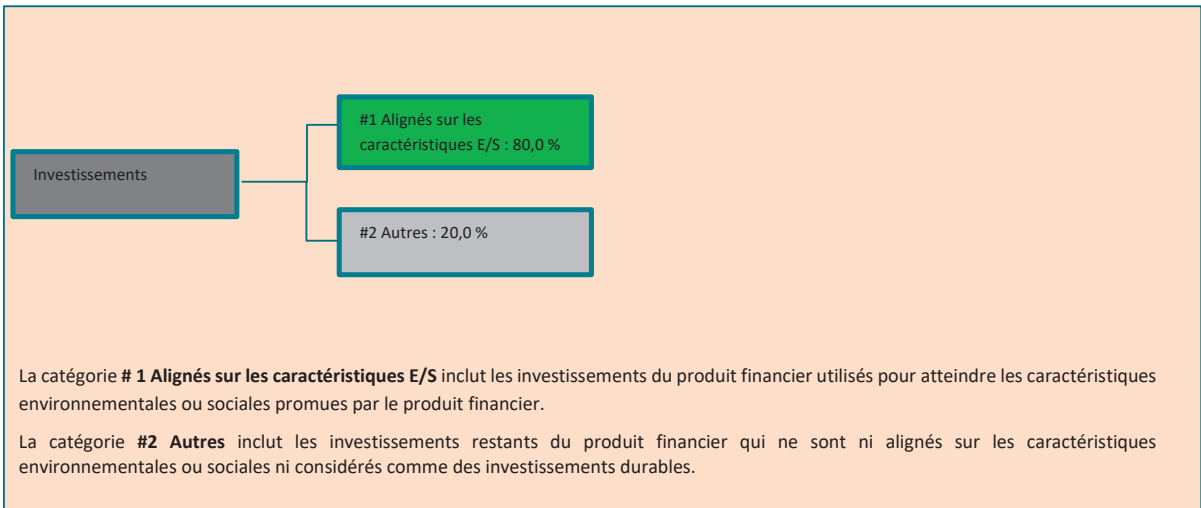 #1 Alignés sur les
caractéristiques E/S : 80,0 %
Investissements
#2 Autres : 20,0 %
La catégorie # 1 Alignés sur les caractéristiques E/S inclut les investissements du produit financier utilisés pour atteindre les caractéristiques
environnementales ou sociales promues par le produit financier.
La catégorie #2 Autres inclut les investissements restants du produit financier qui ne sont ni alignés sur les caractéristiques
environnementales ou sociales ni considérés comme des investissements durables.